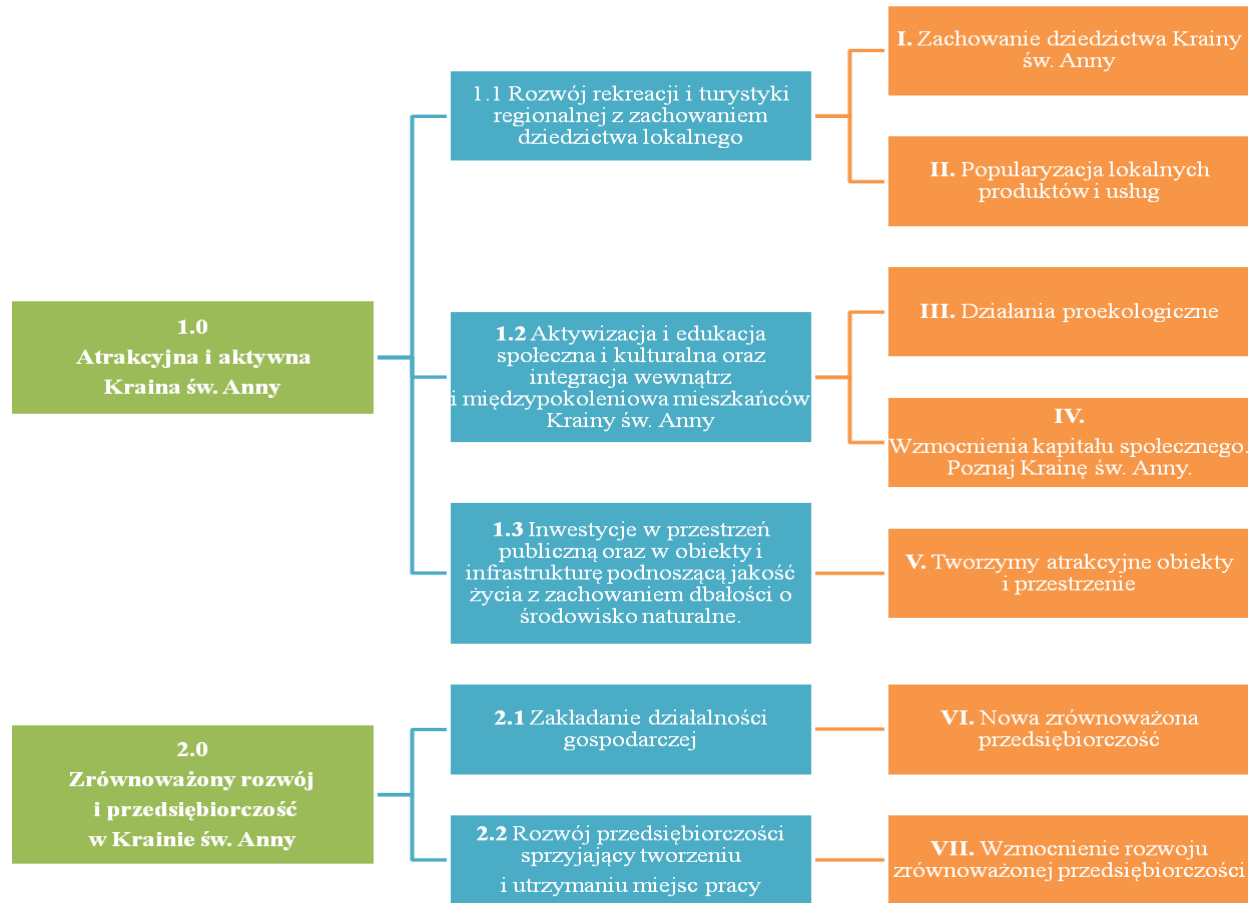 1.0
Atrakcyjna i aktywna
Kraina św. Anny
1.1 Rozwój rekreacji i turystyki
regionalnej z zachowaniem
dziedzictwa lokalnego
I. Zachowanie dziedzictwa Krainy
św. Anny
II. Popularyzacja lokalnych
produktów i usług
1.2 Aktywizacja i edukacja
społeczna i kulturalna oraz
integracja wewnątrz
i międzypokoleniowa mieszkańców
Krainy św. Anny
III. Działania proekologiczne
IV.
Wzmocnienia kapitału społecznego.
Poznaj Krainę św. Anny.
1.3 Inwestycje w przestrzeń
publiczną oraz w obiekty i
infrastrukturę podnoszącą jakość
życia z zachowaniem dbałości o
środowisko naturalne.
V. Tworzymy atrakcyjne obiekty
i przestrzenie
2.0
Zrównoważony rozwój
i przedsiębiorczość
w Krainie św. Anny
2.1 Zakładanie działalności
gospodarczej
VI. Nowa zrównoważona
przedsiębiorczość
2.2 Rozwój przedsiębiorczości
sprzyjający tworzeniu
i utrzymaniu miejsc pracy
VII. Wzmocnienie rozwoju
zrównoważonej przedsiębiorczości